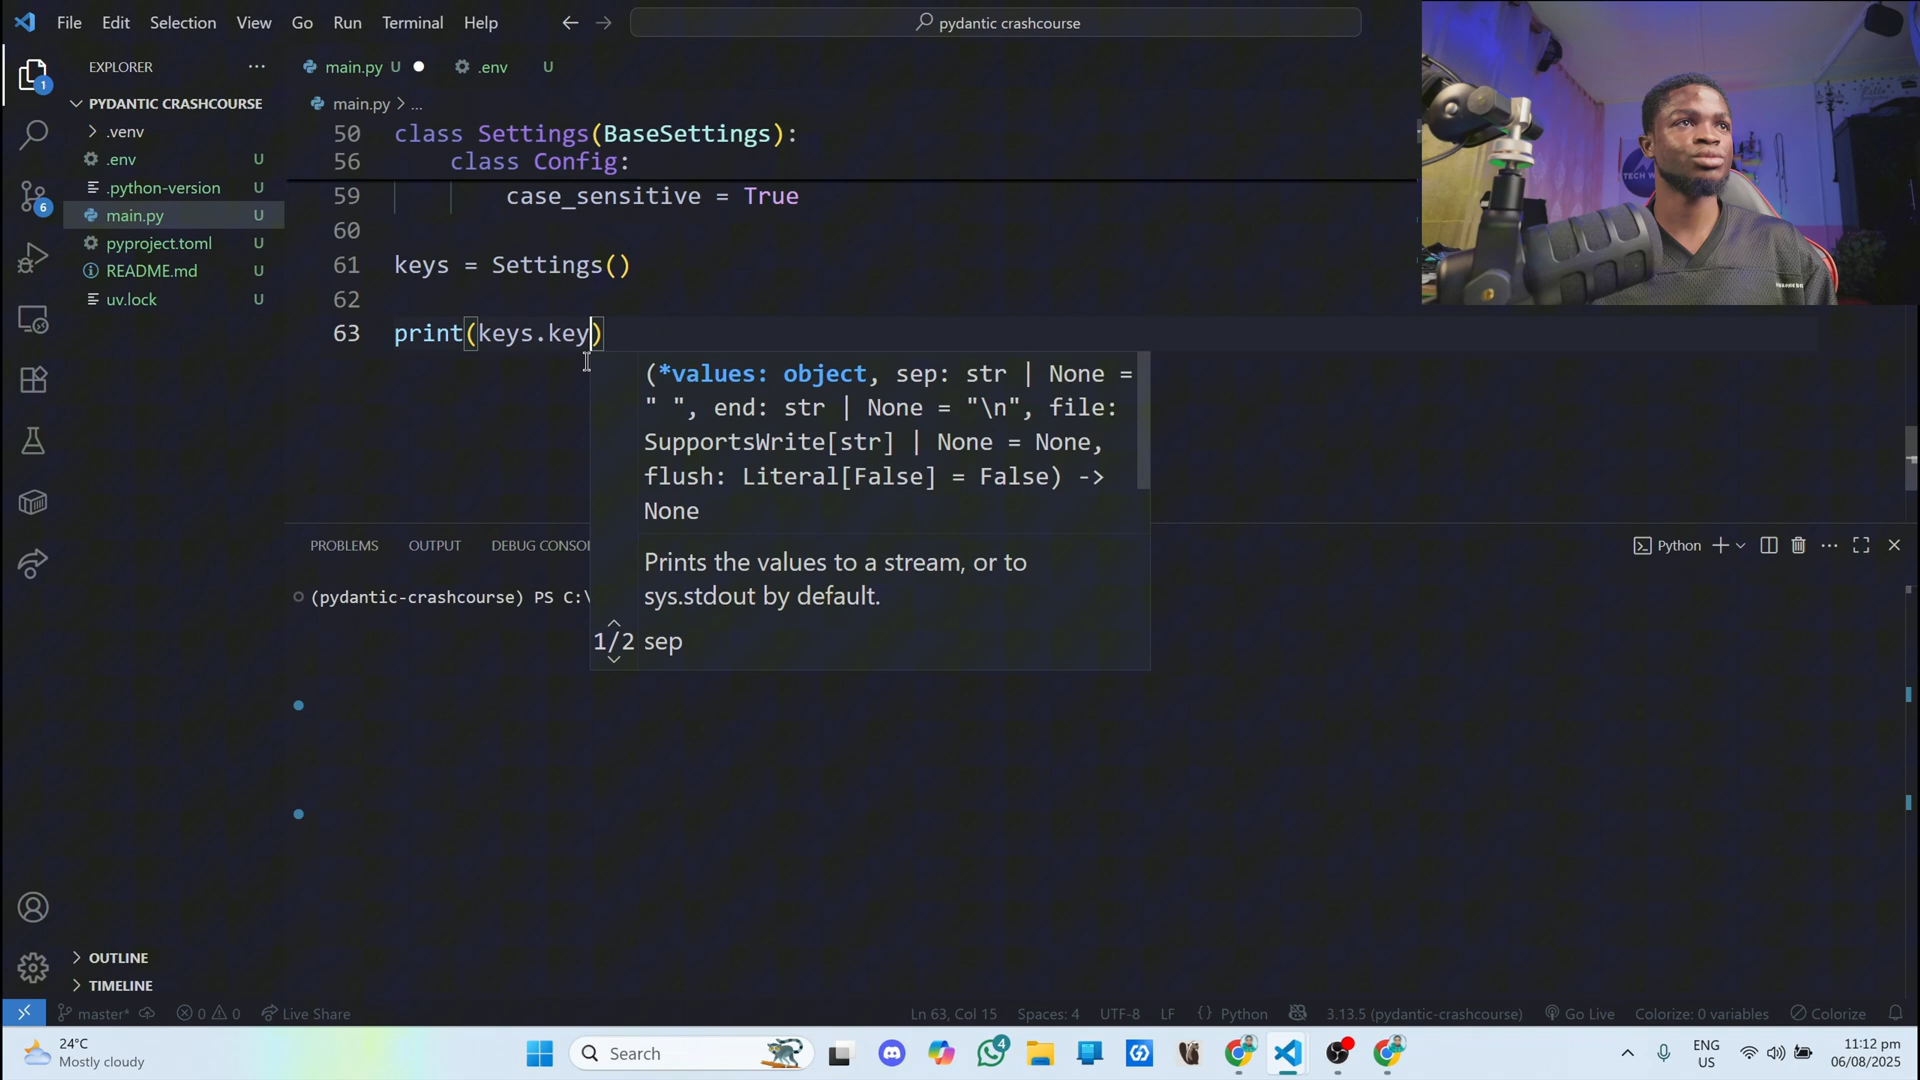 File Edit Selection View Go Run Terminal Help
pydantic crashcourse
EXPLORER
main.py U
.env U
PYDANTIC CRASHCOURSE
.venv
.env U
.python-version U
main.py U
pyproject.toml U
README.md U
uv.lock U
1
6
main.py > ...
50 class Settings(BaseSettings):
56 class Config:
59 case_sensitive = True
60
61 keys = Settings()
62
63 print(keys.key)
(*values: object, sep: str | None =
" ", end: str | None = "\n", file:
SupportsWrite[str] | None = None,
flush: Literal[False] = False) ->
None
Prints the values to a stream, or to
sys.stdout by default.
1/2 sep
PROBLEMS OUTPUT DEBUG CONSOL
Python
(pydantic-crashcourse) PS C:\
OUTLINE
TIMELINE
master* 0 0 Live Share
Ln 63, Col 15 Spaces: 4 UTF-8 LF {} Python 3.13.5 (pydantic-crashcourse) Go Live Colorize: 0 variables Colorize
24°C
Mostly cloudy
Search
4
ENG
US
11:12 pm
06/08/2025